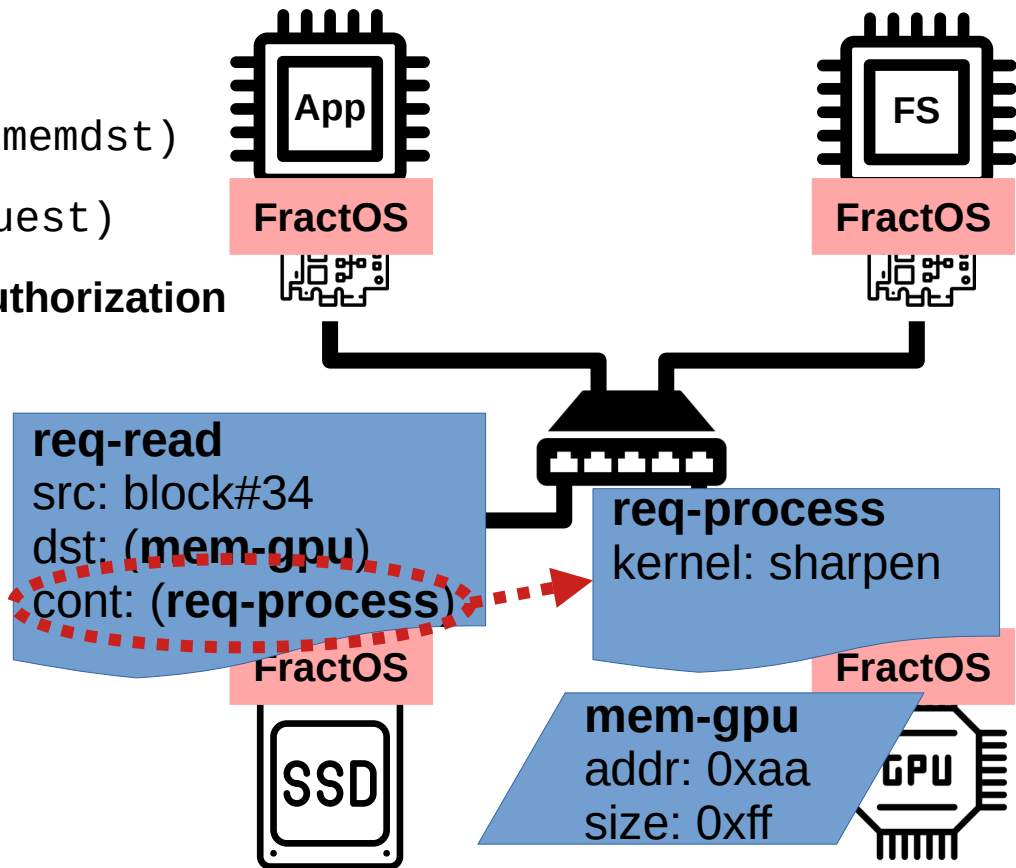 App
FS
memdst)
FractOS
FractOS
uest)
uthorization
req-read
src: block#34
dst: (mem-gpu)
cont: (req-process)
req-process
kernel: sharpen
FractOS
FractOS
SSD
mem-gpu
addr: 0xaa
size: 0xff
GPU